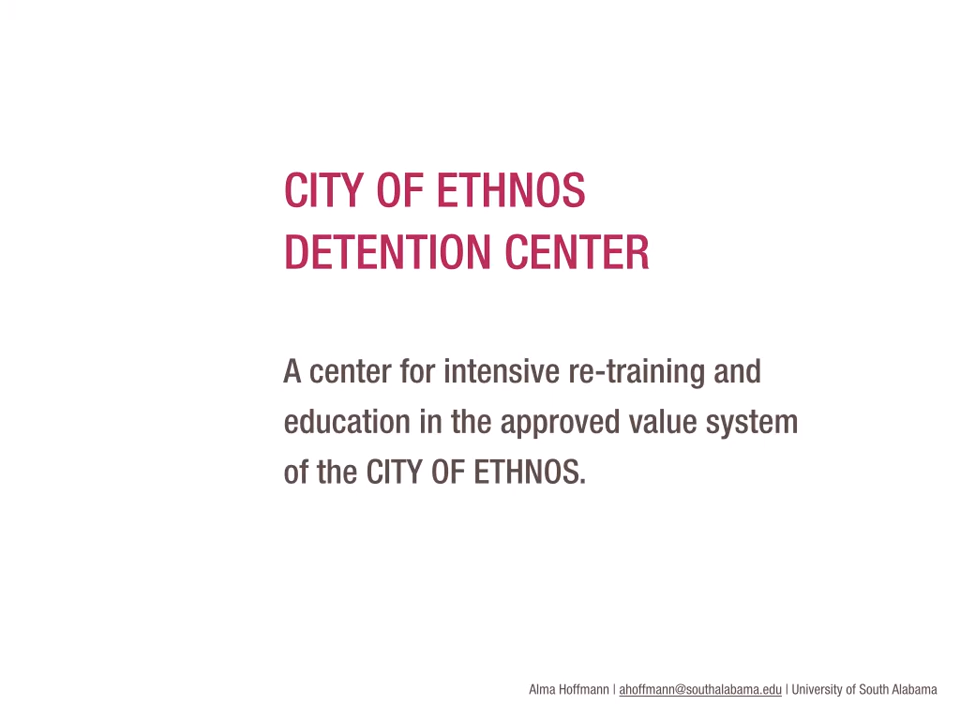 CITY OF ETHNOS
DETENTION CENTER
A center for intensive re-training and
education in the approved value system
of the CITY OF ETHNOS.
Alma Hoffmann | ahoffmann@southalabama.edu | University of South Alabama